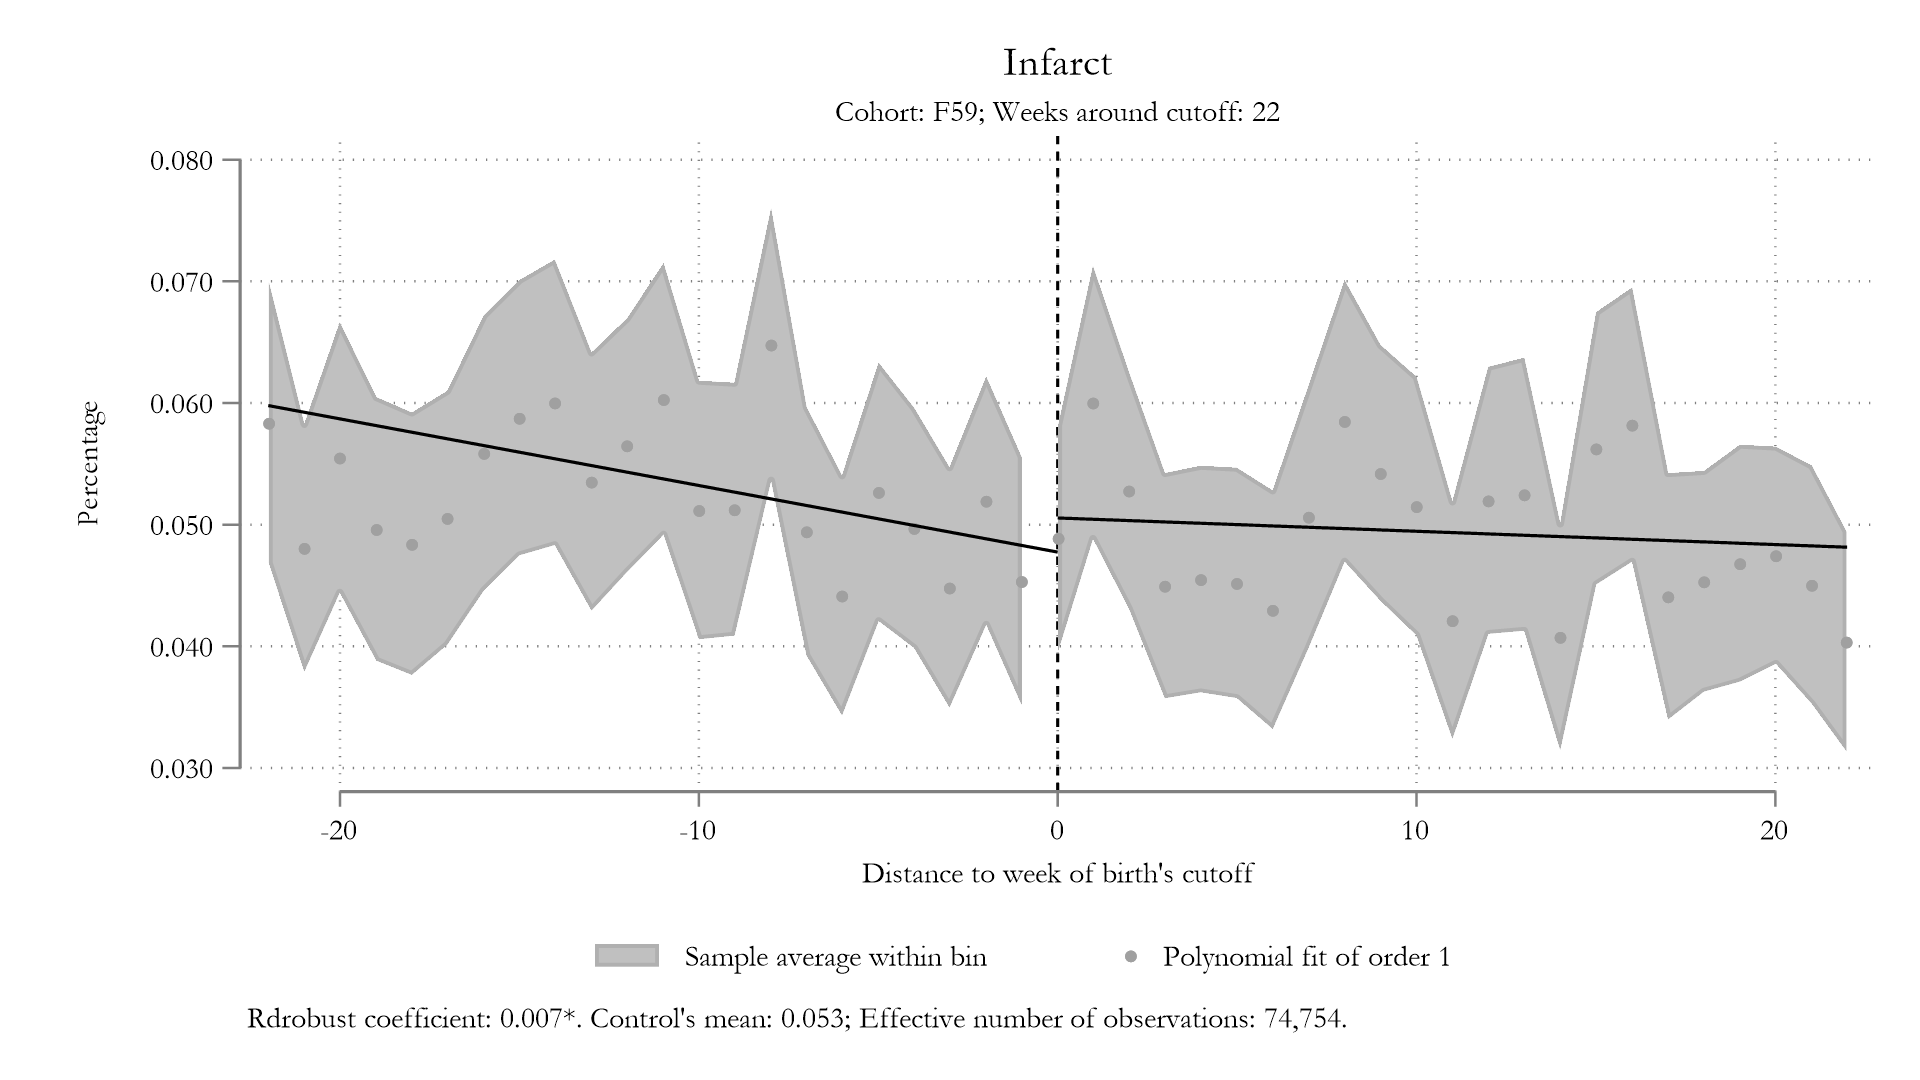 Infarct
Cohort: F59; Weeks around cutoff: 22
Percentage
0.080
0.070
0.060
0.050
0.040
0.030
-20 -10 0 10 20
Distance to week of birth's cutoff
Sample average within bin Polynomial fit of order 1
Rdrobust coefficient: 0.007*. Control's mean: 0.053; Effective number of observations: 74,754.